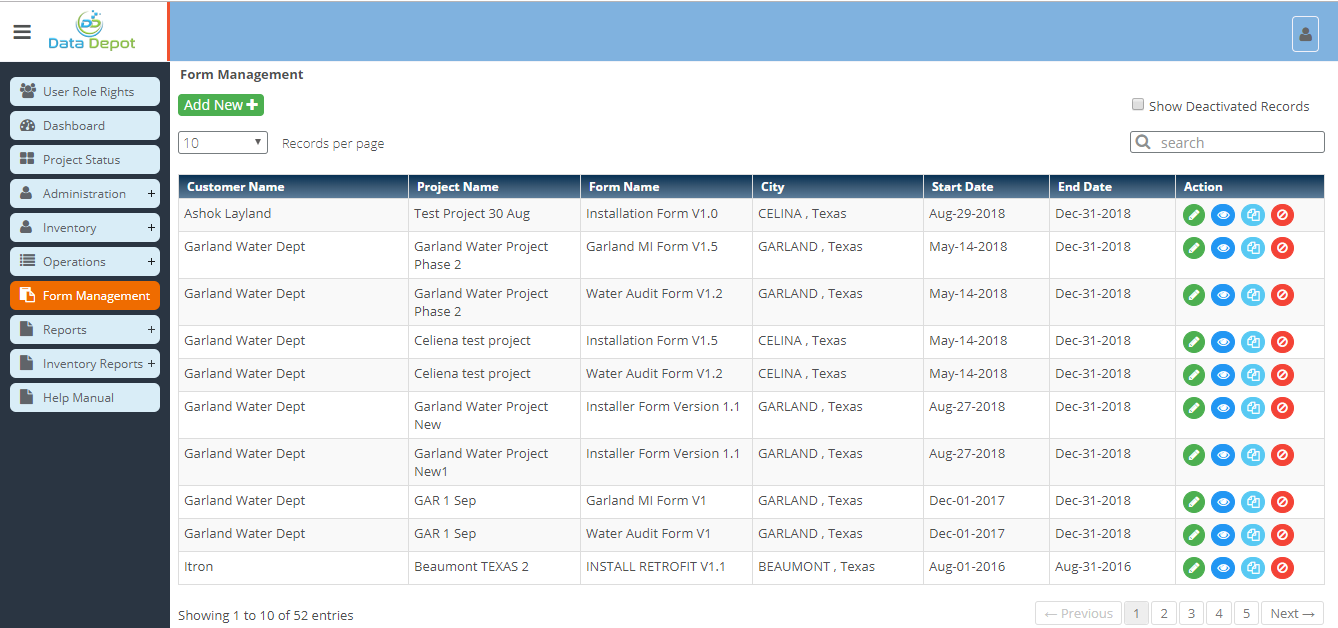 Data Depot
User Role Rights
Dashboard
Project Status
Administration +
Inventory +
Operations +
Form Management
Reports +
Inventory Reports +
Help Manual
Form Management
Add New +
Show Deactivated Records
10 Records per page
search
Customer Name Project Name Form Name City Start Date End Date Action
Ashok Layland Test Project 30 Aug Installation Form V1.0 CELINA , Texas Aug-29-2018 Dec-31-2018
Garland Water Dept Garland Water Project Garland MI Form V1.5 GARLAND , Texas May-14-2018 Dec-31-2018
Phase 2
Garland Water Dept Garland Water Project Water Audit Form V1.2 GARLAND , Texas May-14-2018 Dec-31-2018
Phase 2
Garland Water Dept Celiena test project Installation Form V1.5 CELINA , Texas May-14-2018 Dec-31-2018
Garland Water Dept Celiena test project Water Audit Form V1.2 CELINA , Texas May-14-2018 Dec-31-2018
Garland Water Dept Garland Water Project Installer Form Version 1.1 GARLAND , Texas Aug-27-2018 Dec-31-2018
New
Garland Water Dept Garland Water Project Installer Form Version 1.1 GARLAND , Texas Aug-27-2018 Dec-31-2018
New1
Garland Water Dept GAR 1 Sep Garland MI Form V1 GARLAND , Texas Dec-01-2017 Dec-31-2018
Garland Water Dept GAR 1 Sep Water Audit Form V1 GARLAND , Texas Dec-01-2017 Dec-31-2018
Itron Beaumont TEXAS 2 INSTALL RETROFIT V1.1 BEAUMONT , Texas Aug-01-2016 Aug-31-2016
Showing 1 to 10 of 52 entries
← Previous 1 2 3 4 5 Next →